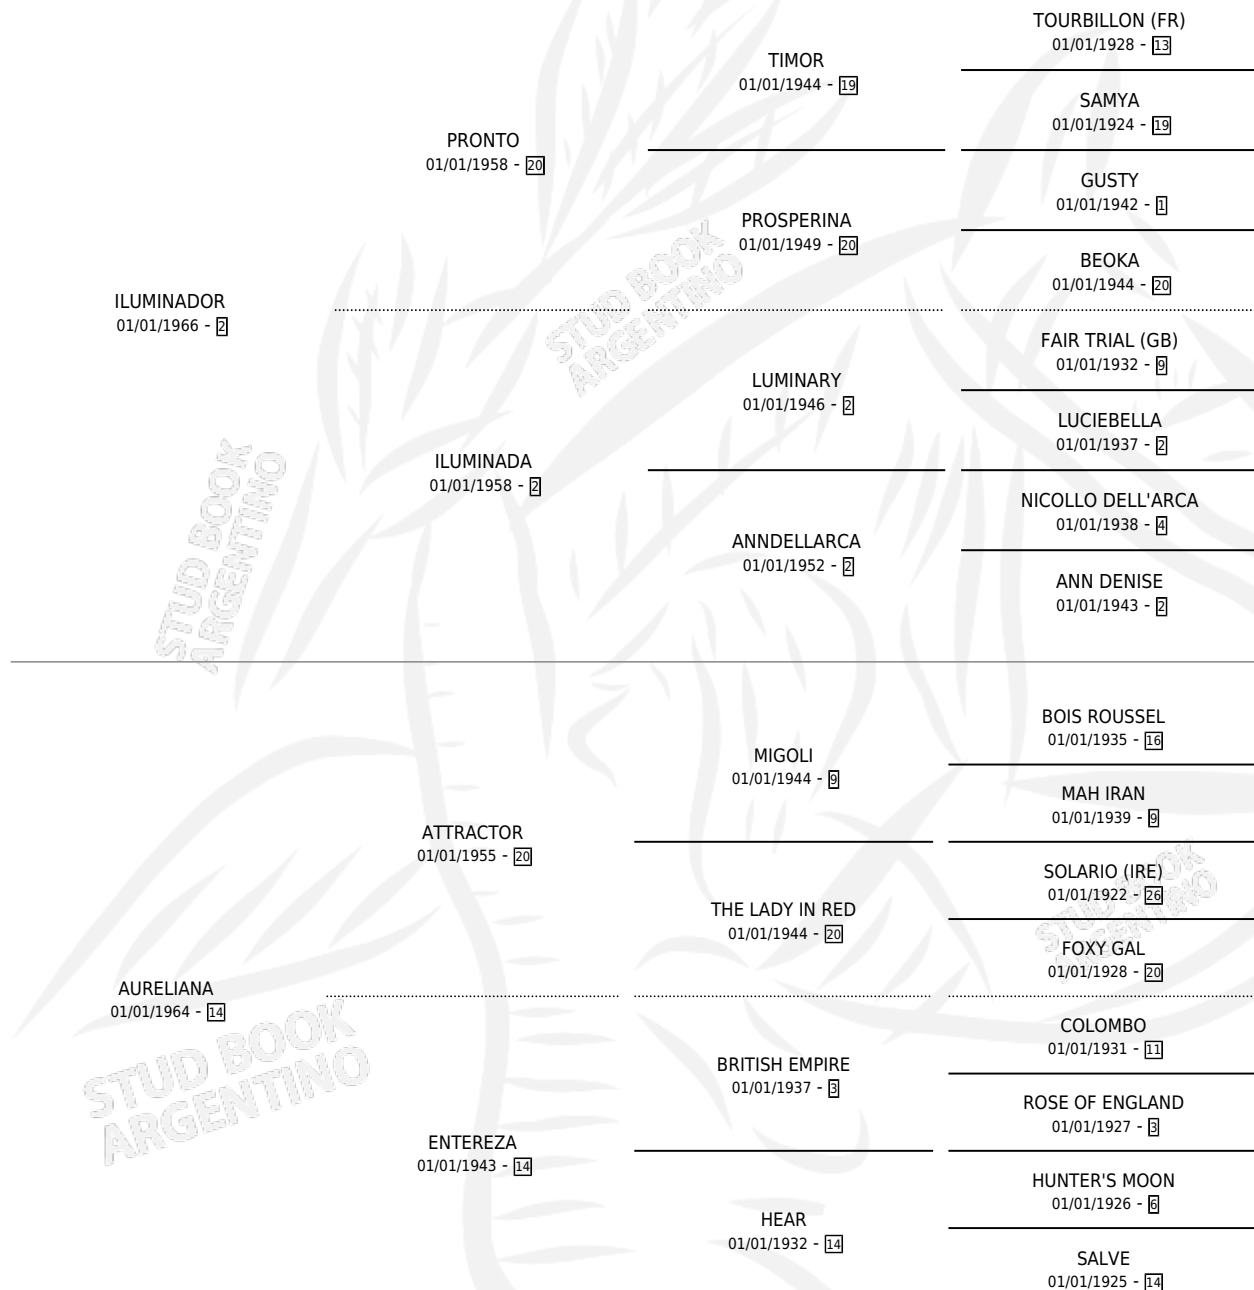 TOURBILLON (FR)
01/01/1928 - 13
TIMOR
01/01/1944 - 19
SAMYA
01/01/1924 - 19
PRONTO
01/01/1958 - 20
GUSTY
01/01/1942 - 1
PROSPERINA
01/01/1949 - 20
BEOKA
01/01/1944 - 20
ILUMINADOR
01/01/1966 - 2
STUD BOOK
ARGENTINO
FAIR TRIAL (GB)
01/01/1932 - 9
LUMINARY
01/01/1946 - 2
LUCIEBELLA
01/01/1937 - 2
ILUMINADA
01/01/1958 - 2
NICOLLO DELL'ARCA
01/01/1938 - 4
ANNDELLARCA
01/01/1952 - 2
ANN DENISE
01/01/1943 - 2
STUD BOOK
ARGENTINO
BOIS ROUSSEL
01/01/1935 - 16
MIGOLI
01/01/1944 - 9
MAH IRAN
01/01/1939 - 9
ATTRACTOR
01/01/1955 - 20
SOLARIO (IRE)
01/01/1922 - 26
THE LADY IN RED
01/01/1944 - 20
STUD BOOK
ARGENTINO
FOXY GAL
01/01/1928 - 20
AURELIANA
01/01/1964 - 14
COLOMBO
01/01/1931 - 11
STUD BOOK
ARGENTINO
BRITISH EMPIRE
01/01/1937 - 3
ROSE OF ENGLAND
01/01/1927 - 3
ENTEREZA
01/01/1943 - 14
HUNTER'S MOON
01/01/1926 - 6
HEAR
01/01/1932 - 14
SALVE
01/01/1925 - 14